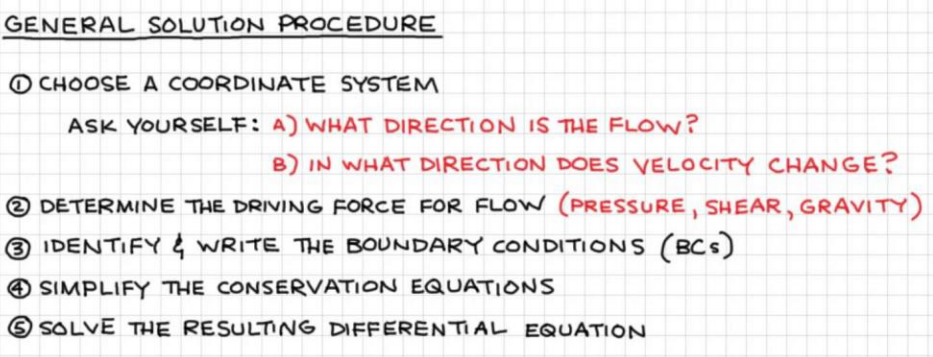 GENERAL SOLUTION PROCEDURE
① CHOOSE A COORDINATE SYSTEM
ASK YOURSELF: A) WHAT DIRECTION IS THE FLOW?
B) IN WHAT DIRECTION DOES VELOCITY CHANGE?
② DETERMINE THE DRIVING FORCE FOR FLOW (PRESSURE, SHEAR, GRAVITY)
③ IDENTIFY & WRITE THE BOUNDARY CONDITIONS (BCs)
④ SIMPLIFY THE CONSERVATION EQUATIONS
⑤ SOLVE THE RESULTING DIFFERENTIAL EQUATION